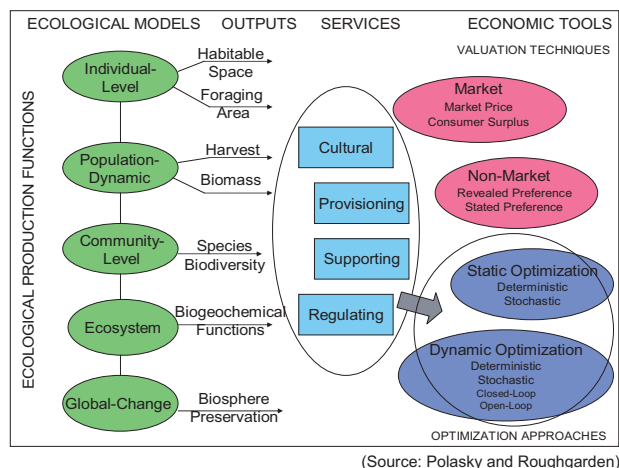 ECOLOGICAL MODELS OUTPUTS SERVICES ECONOMIC TOOLS
VALUATION TECHNIQUES
ECOLOGICAL PRODUCTION FUNCTIONS
Individual-
Level
Habitable
Space
Foraging
Area
Population-
Dynamic
Harvest
Biomass
Community-
Level
Species
Biodiversity
Ecosystem
Biogeochemical
Functions
Global-Change
Biosphere
Preservation
Cultural
Provisioning
Supporting
Regulating
Market
Market Price
Consumer Surplus
Non-Market
Revealed Preference
Stated Preference
Static Optimization
Deterministic
Stochastic
Dynamic Optimization
Deterministic
Stochastic
Closed-Loop
Open-Loop
OPTIMIZATION APPROACHES
(Source: Polasky and Roughgarden)